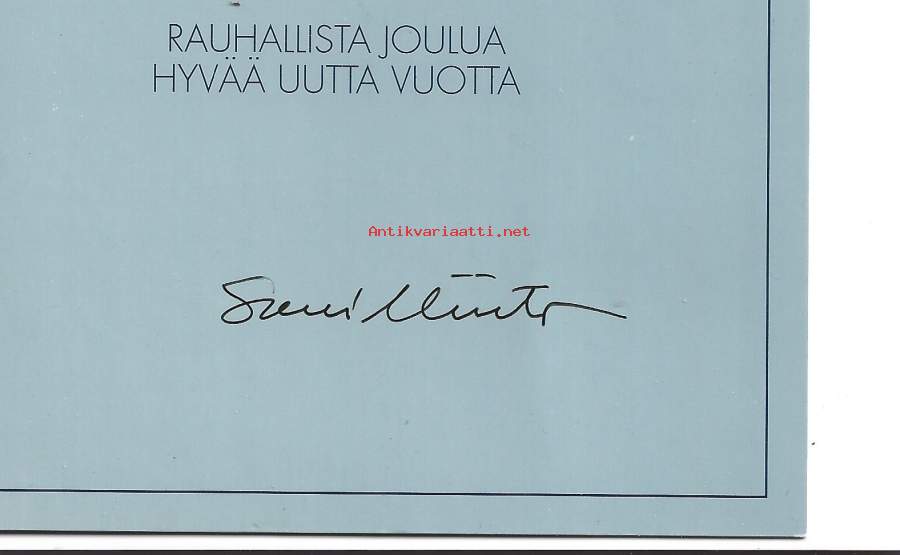 RAUHALLISTA JOULUA
HYVÄÄ UUTTA VUOTTA
Antikvariaatti.net